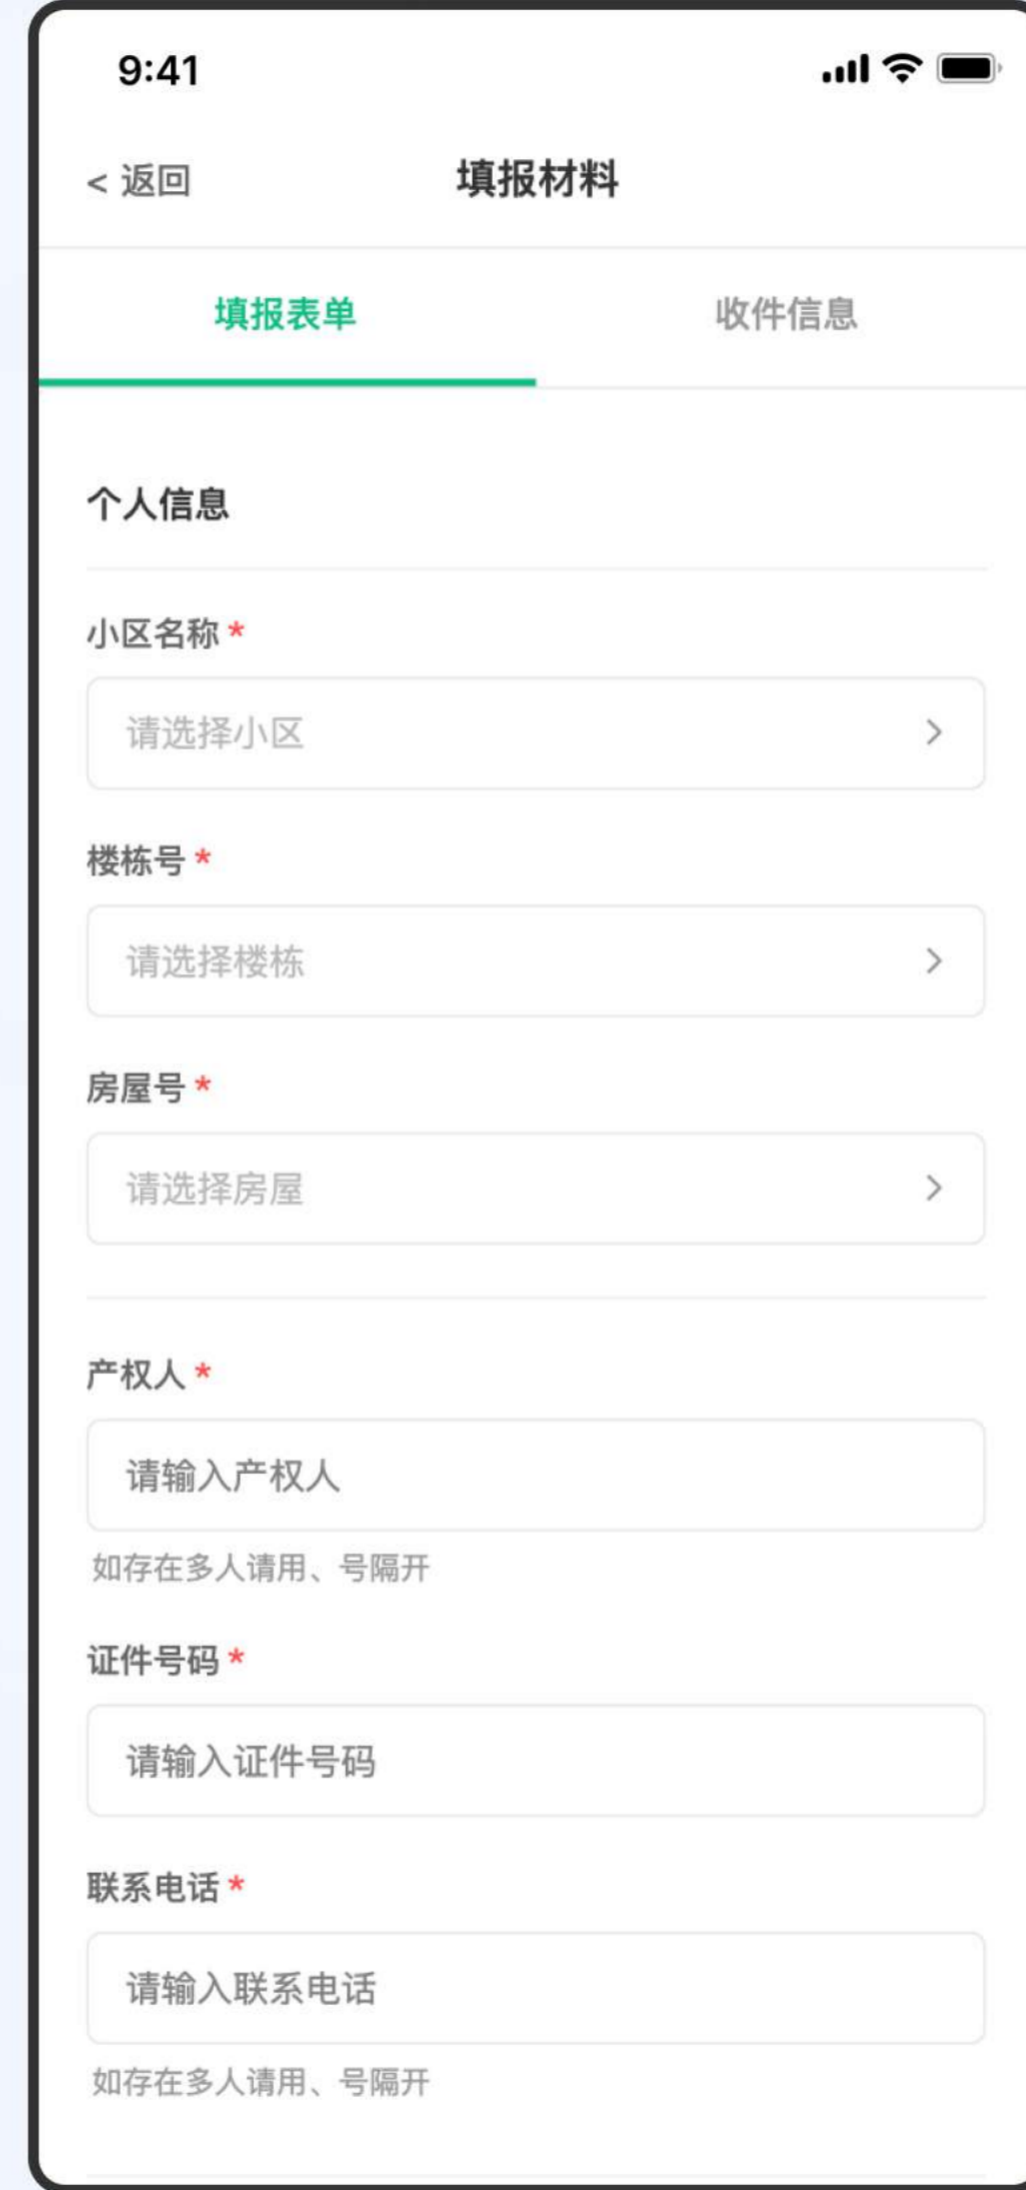 9:41
< 返回
填报材料
填报表单
收件信息
个人信息
小区名称 *
请选择小区
楼栋号 *
请选择楼栋
房屋号 *
请选择房屋
产权人 *
请输入产权人
如存在多人请用、号隔开
证件号码 *
请输入证件号码
联系电话 *
请输入联系电话
如存在多人请用、号隔开